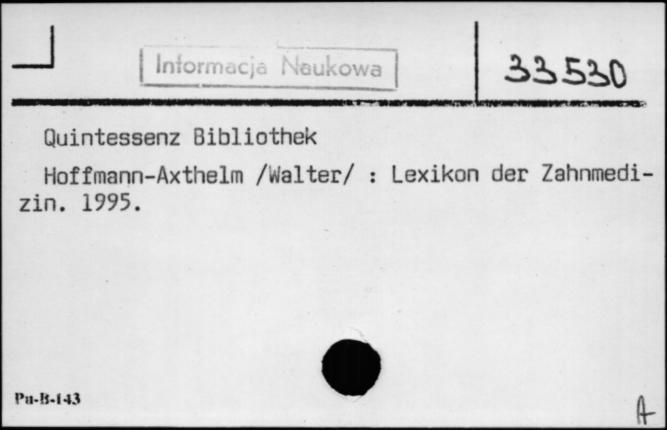 Informacja Naukowa
33530
Quintessenz Bibliothek
Hoffmann-Axthelm /Walter/ : Lexikon der Zahnmedi-
zin. 1995.
Pu-B-143
A